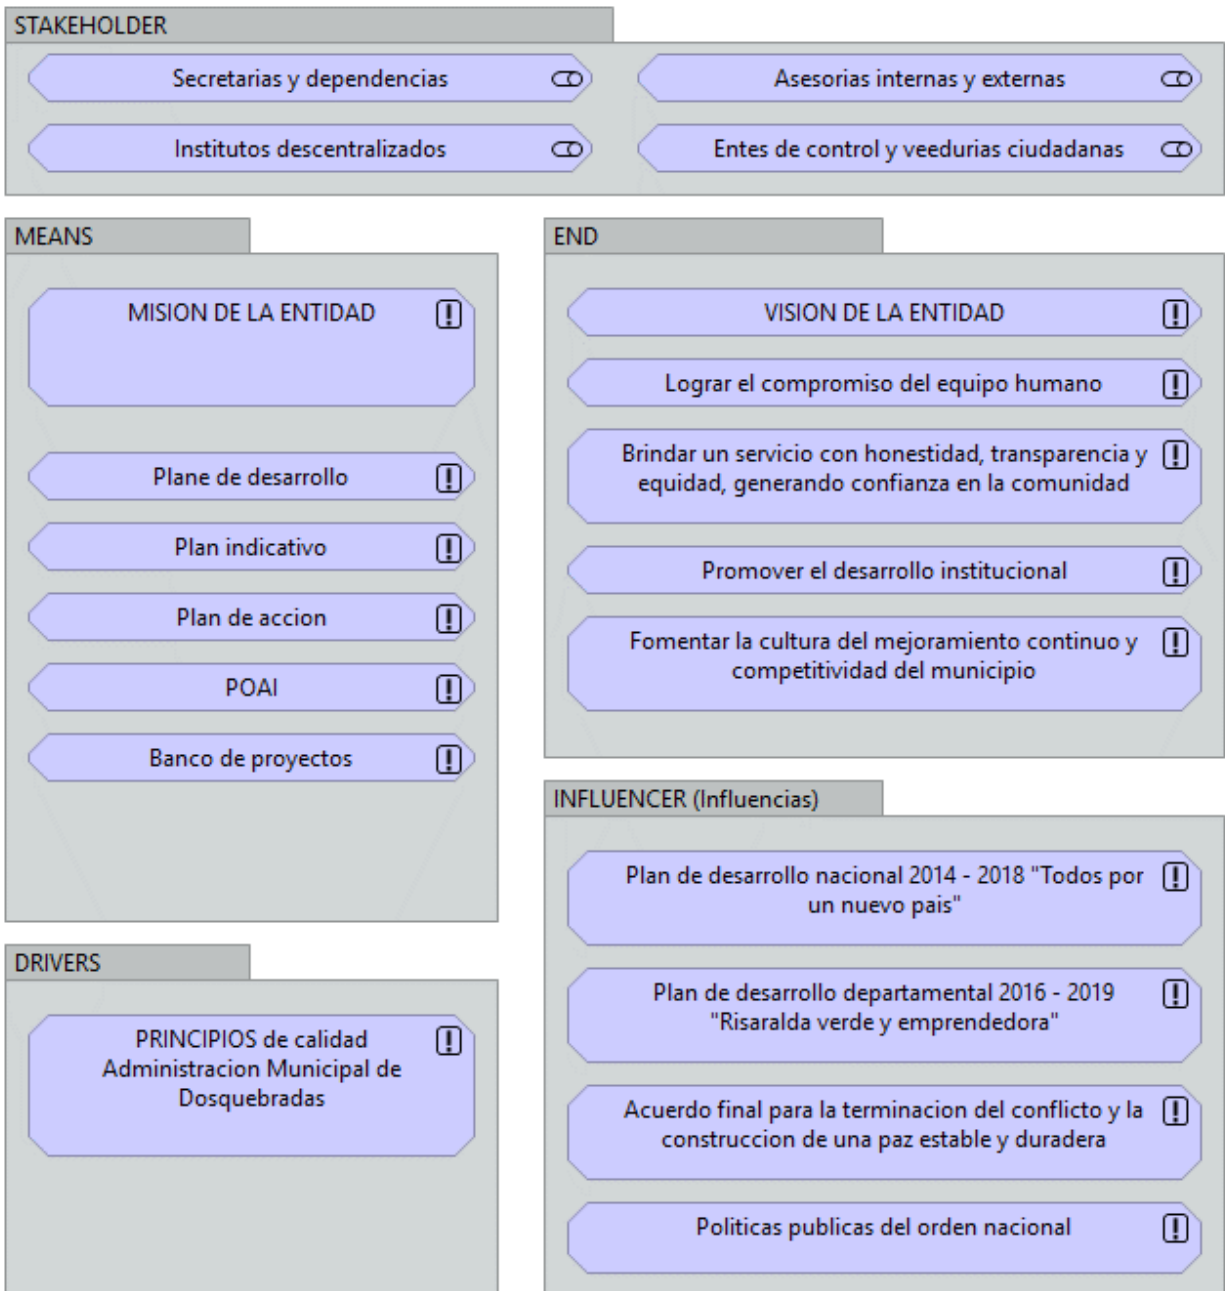 STAKEHOLDER
Secretarias y dependencias
Asesorias internas y externas
Institutos descentralizados
Entes de control y veedurias ciudadanas
MEANS
MISION DE LA ENTIDAD
Plane de desarrollo
Plan indicativo
Plan de accion
POAI
Banco de proyectos
END
VISION DE LA ENTIDAD
Lograr el compromiso del equipo humano
Brindar un servicio con honestidad, transparencia y
equidad, generando confianza en la comunidad
Promover el desarrollo institucional
Fomentar la cultura del mejoramiento continuo y
competitividad del municipio
DRIVERS
PRINCIPIOS de calidad
Administracion Municipal de
Dosquebradas
INFLUENCER (Influencias)
Plan de desarrollo nacional 2014 - 2018 "Todos por
un nuevo pais"
Plan de desarrollo departamental 2016 - 2019
"Risaralda verde y emprendedora"
Acuerdo final para la terminacion del conflicto y la
construccion de una paz estable y duradera
Politicas publicas del orden nacional